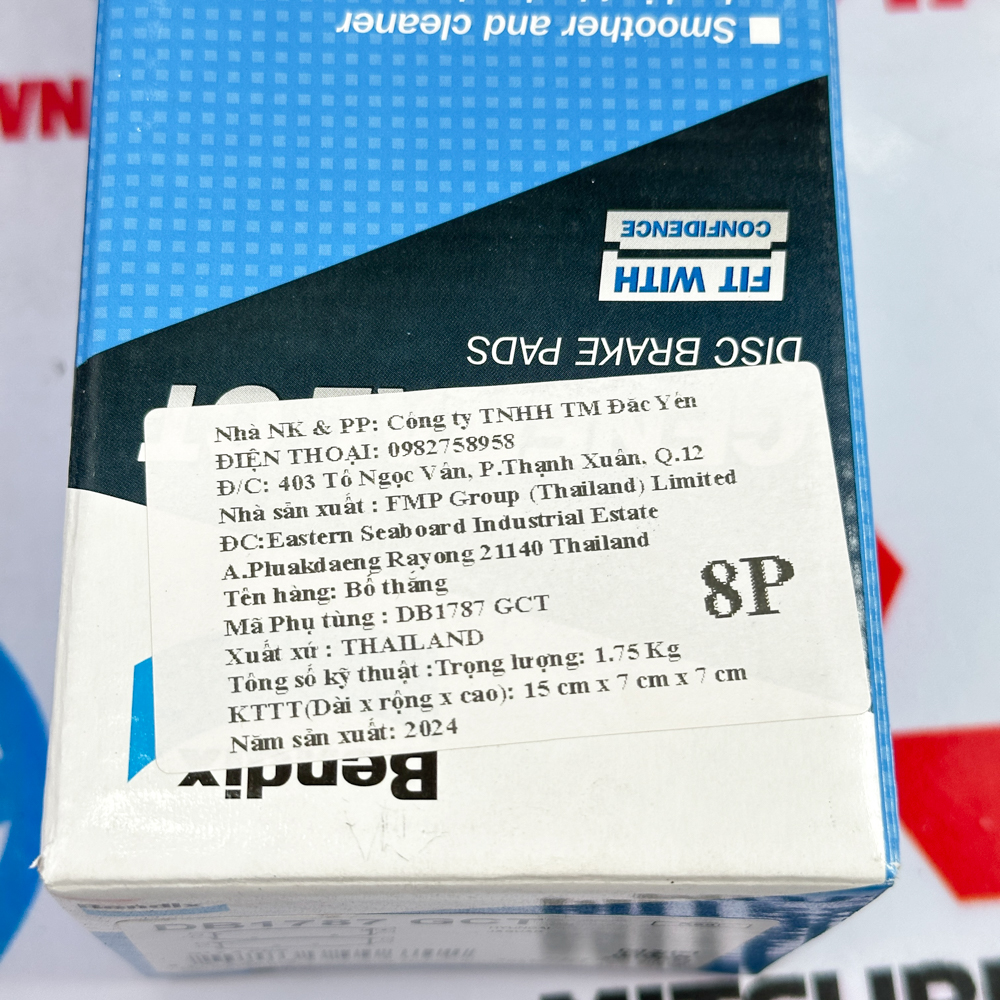 Smoother and cleaner
CONFIDENCE
FIT WITH
DISC BRAKE PADS
Nhà NK & PP: Công ty TNHH TM Đăc Yến
ĐIỆN THOẠI: 0982758958
Đ/C: 403 Tô Ngọc Vân, P.Thạnh Xuân, Q.12
Nhà sản xuất : FMP Group (Thailand) Limited
ĐC:Eastern Seaboard Industrial Estate
A.Pluakdaeng Rayong 21140 Thailand
Tên hàng: Bố thắng
Mã Phụ tùng : DB1787 GCT
Xuất xứ : THAILAND
Tông số kỹ thuật :Trọng lượng: 1.75 Kg
KTTT(Dài x rộng x cao): 15 cm x 7 cm x 7 cm
Năm sản xuất: 2024
8P
Bendix
Bendix
DB1787 GCT